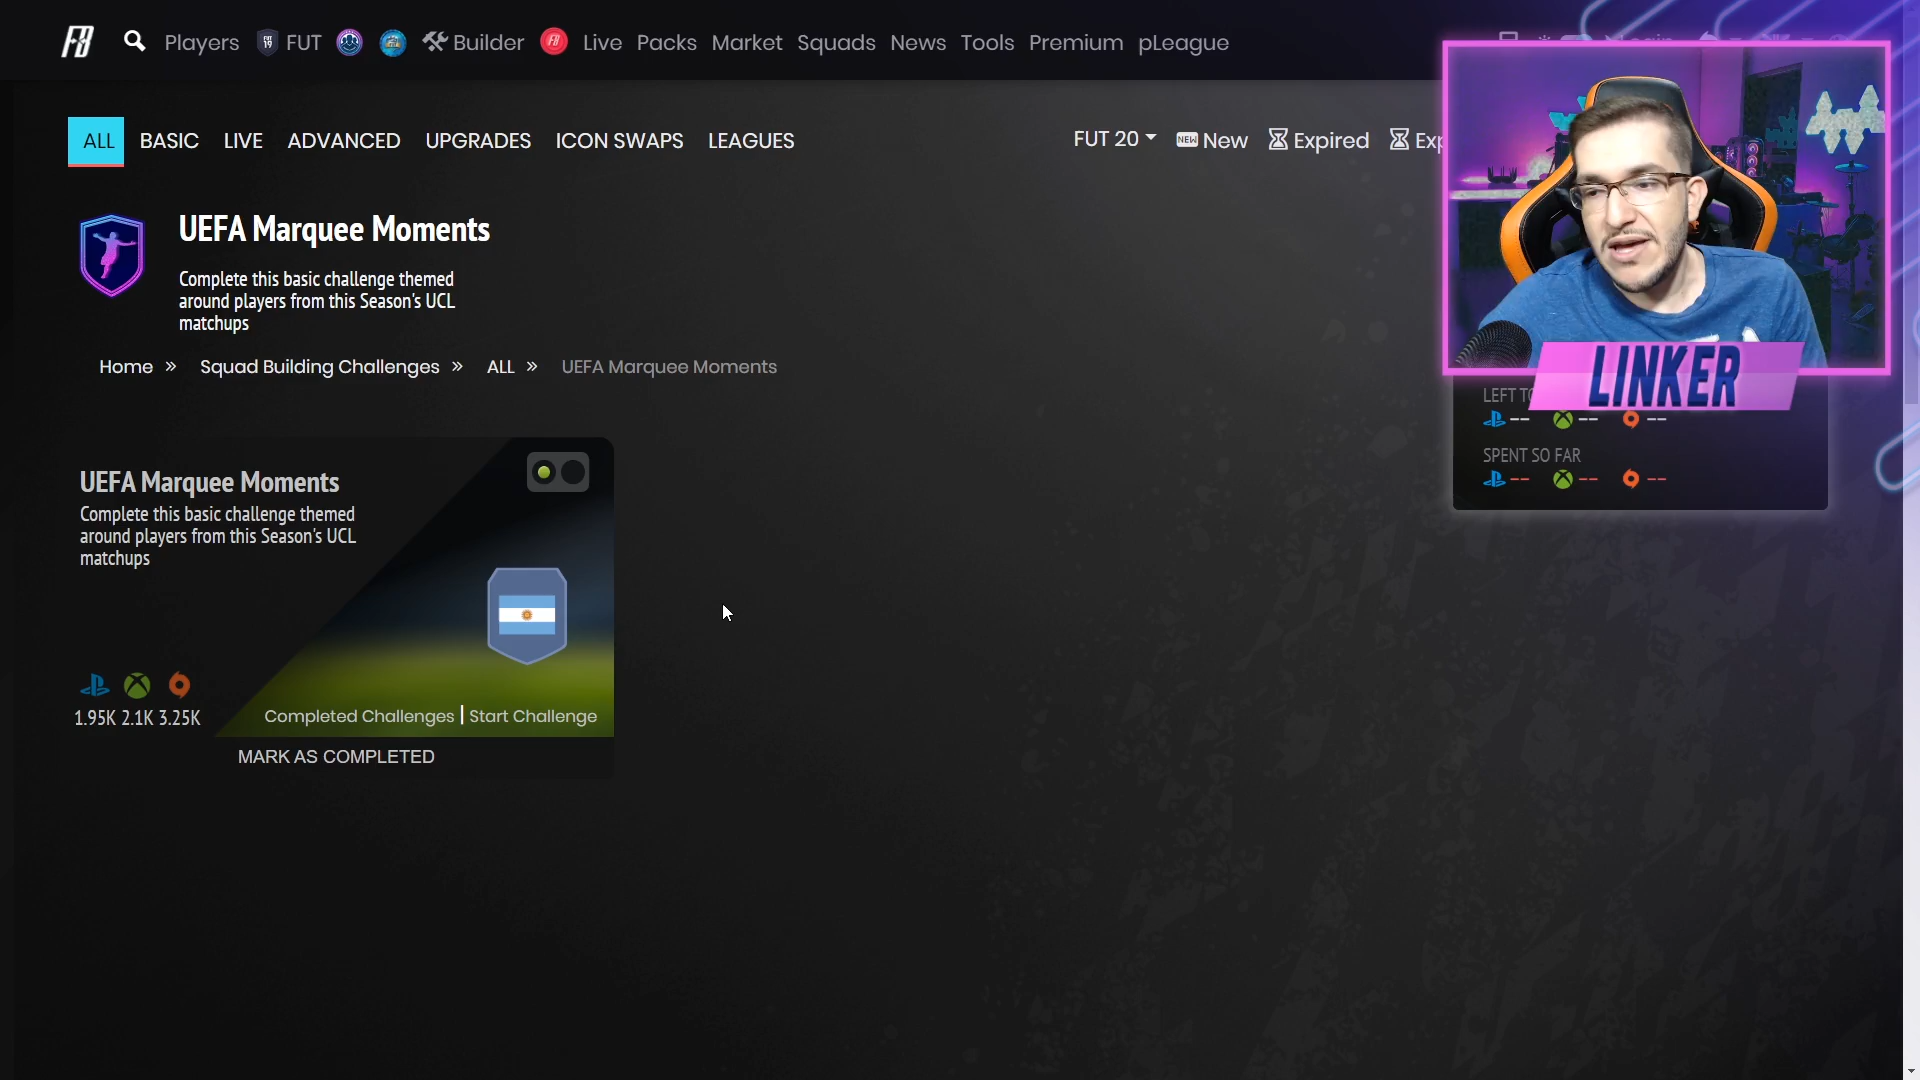 FB Players FUT Builder Live Packs Market Squads News Tools Premium pLeague
ALL BASIC LIVE ADVANCED UPGRADES ICON SWAPS LEAGUES FUT 20 NEW New Expired
UEFA Marquee Moments
Complete this basic challenge themed
around players from this Season's UCL
matchups
Home » Squad Building Challenges » ALL » UEFA Marquee Moments
LINKER
LEFT
-- -- --
SPENT SO FAR
-- -- --
UEFA Marquee Moments
Complete this basic challenge themed
around players from this Season's UCL
matchups
1.95K 2.1K 3.25K
Completed Challenges | Start Challenge
MARK AS COMPLETED